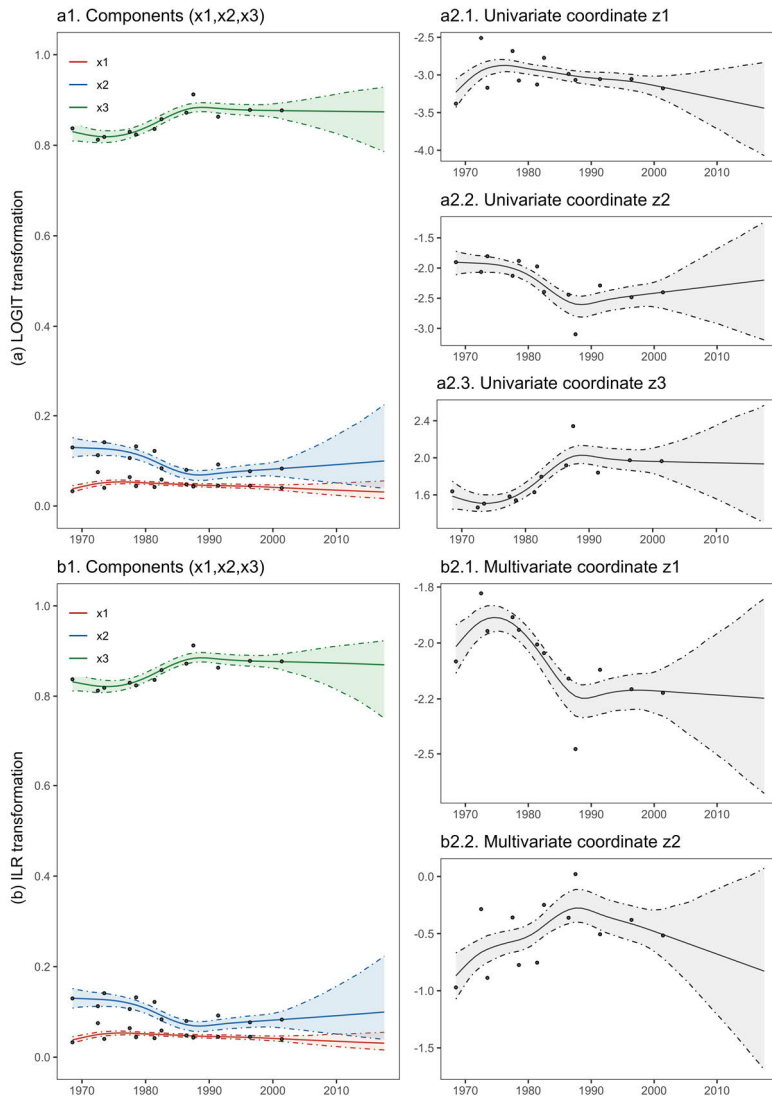 a1. Components (x1,x2,x3)
1.0
0.8
0.6
0.4
0.2
0.0
x1
x2
x3
1970 1980 1990 2000 2010
(a) LOGIT transformation
a2.1. Univariate coordinate z1
-2.5
-3.0
-3.5
-4.0
1970 1980 1990 2000 2010
a2.2. Univariate coordinate z2
-1.5
-2.0
-2.5
-3.0
1970 1980 1990 2000 2010
a2.3. Univariate coordinate z3
2.4
2.0
1.6
1970 1980 1990 2000 2010
b1. Components (x1,x2,x3)
1.0
0.8
0.6
0.4
0.2
0.0
x1
x2
x3
1970 1980 1990 2000 2010
(b) ILR transformation
b2.1. Multivariate coordinate z1
-1.8
-2.0
-2.2
-2.5
1970 1980 1990 2000 2010
b2.2. Multivariate coordinate z2
0.0
-0.5
-1.0
-1.5
1970 1980 1990 2000 2010